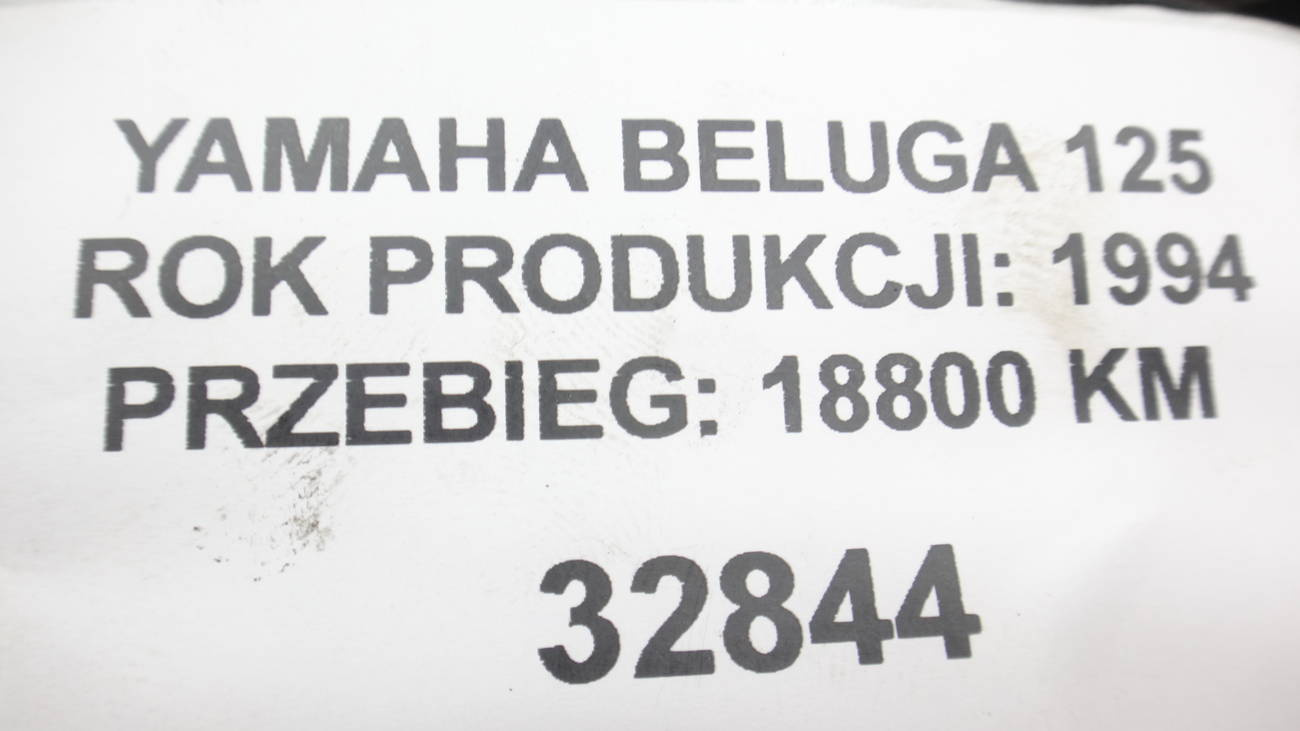 YAMAHA BELUGA 125
ROK PRODUKCJI: 1994
PRZEBIEG: 18800 KM
32844